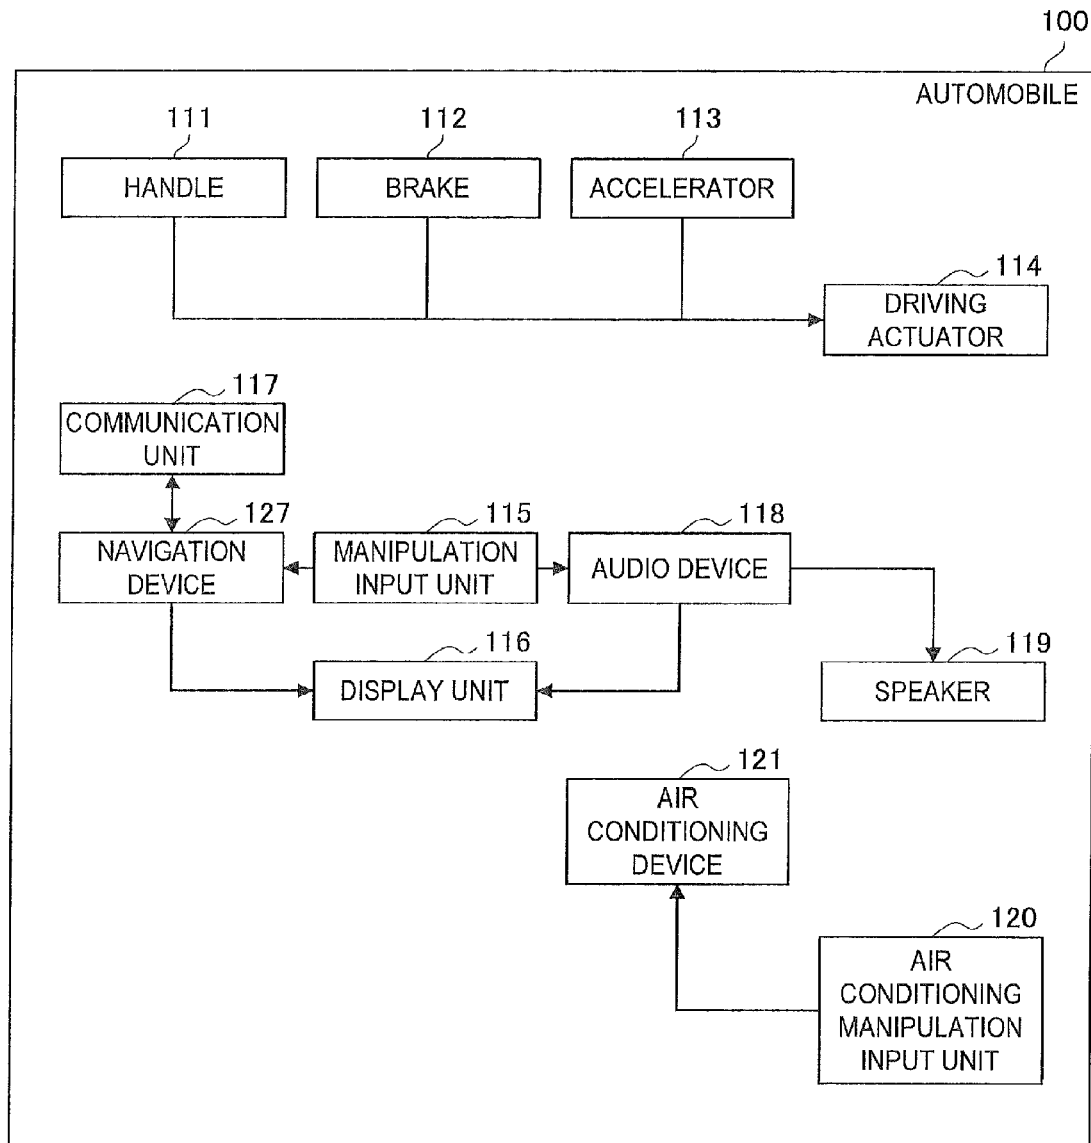 100
AUTOMOBILE
111
112
113
HANDLE
BRAKE
ACCELERATOR
114
DRIVING
ACTUATOR
117
COMMUNICATION
UNIT
127
115
118
NAVIGATION
DEVICE
MANIPULATION
INPUT UNIT
AUDIO DEVICE
116
DISPLAY UNIT
119
SPEAKER
121
AIR
CONDITIONING
DEVICE
120
AIR
CONDITIONING
MANIPULATION
INPUT UNIT